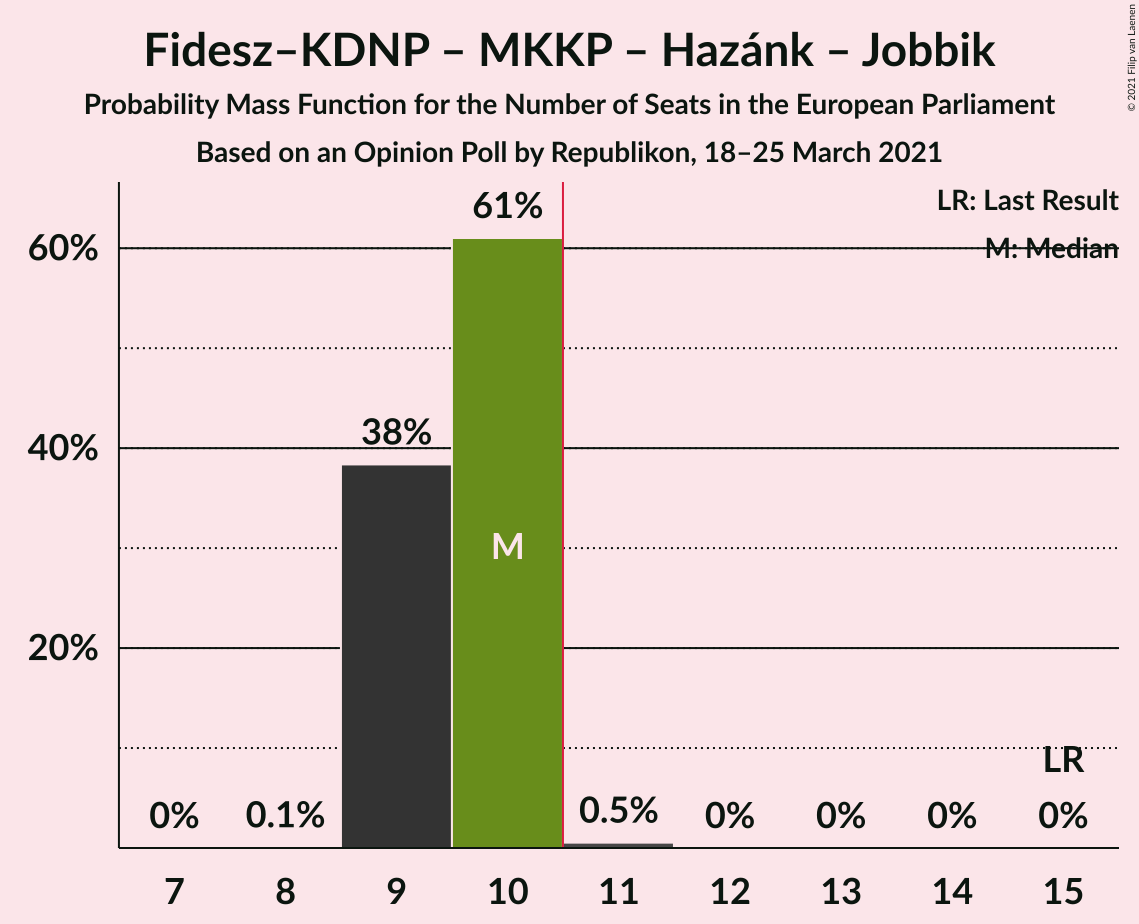 Fidesz–KDNP – MKKP – Hazánk – Jobbik
Probability Mass Function for the Number of Seats in the European Parliament
Based on an Opinion Poll by Republikon, 18–25 March 2021
© 2021 Filip van Laenen
LR: Last Result
M: Median
60%
40%
20%
0%
0.1%
38%
61%
M
0.5%
0%
0%
0%
LR
0%
7 8 9 10 11 12 13 14 15